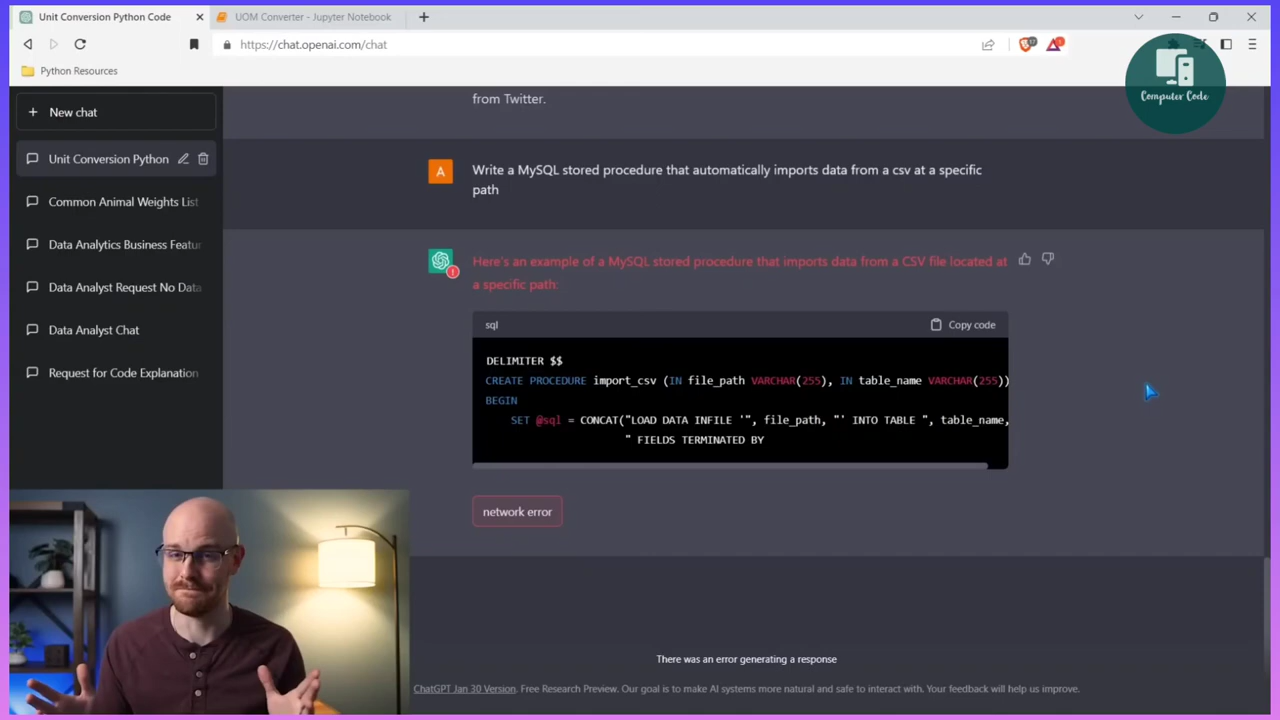 Unit Conversion Python Code
UOM Converter - Jupyter Notebook
https://chat.openai.com/chat
Python Resources
Computer Code
New chat
Unit Conversion Python
Common Animal Weights List
Data Analytics Business Featur
Data Analyst Request No Data
Data Analyst Chat
Request for Code Explanation
from Twitter.
A
Write a MySQL stored procedure that automatically imports data from a csv at a specific
path
Here's an example of a MySQL stored procedure that imports data from a CSV file located at
a specific path:
sql
Copy code
DELIMITER $$
CREATE PROCEDURE import_csv (IN file_path VARCHAR(255), IN table_name VARCHAR(255))
BEGIN
SET @sql = CONCAT("LOAD DATA INFILE '", file_path, "' INTO TABLE ", table_name,
" FIELDS TERMINATED BY
network error
There was an error generating a response
ChatGPT Jan 30 Version. Free Research Preview. Our goal is to make AI systems more natural and safe to interact with. Your feedback will help us improve.